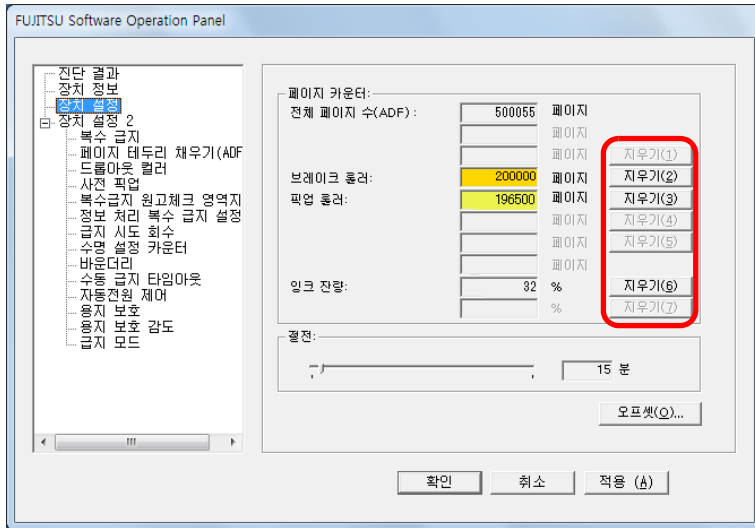 FUJITSU Software Operation Panel
진단 결과
장치 정보
장치 설정
장치 설정 2
복수 급지
페이지 테두리 채우기(ADF
드롭아웃 컬러
사전 픽업
복수급지 원고체크 영역지
정보 처리 복수 급지 설정
급지 시도 회수
수명 설정 카운터
바운더리
수동 급지 타임아웃
자동전원 제어
용지 보호
용지 보호 감도
급지 모드
페이지 카운터:
전체 페이지 수(ADF) : 500055 페이지
페이지
페이지 지우기(1)
브레이크 롤러: 200000 페이지 지우기(2)
픽업 롤러: 196500 페이지 지우기(3)
페이지 지우기(4)
페이지 지우기(5)
페이지
잉크 잔량: 32 % 지우기(6)
% 지우기(7)
절전:
15 분
오프셋(O)...
확인 취소 적용 (A)